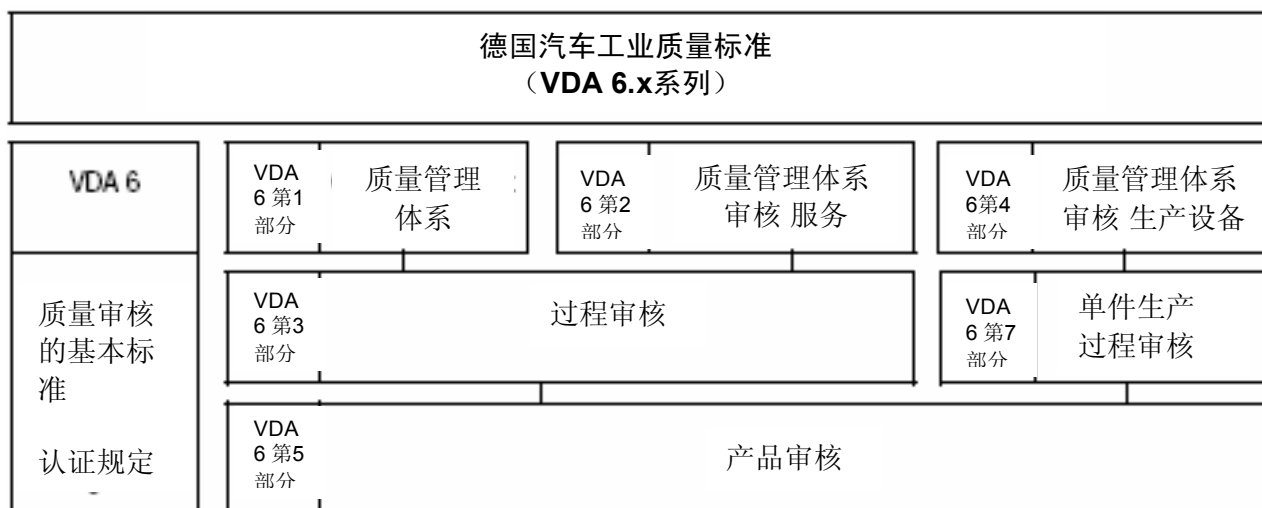 德国汽车工业质量标准
（VDA 6.x系列）
VDA 6
质量审核
的基本标
准
认证规定
VDA
6 第1
部分
质量管理
体系
VDA
6 第2
部分
质量管理体系
审核 服务
VDA
6第4
部分
质量管理体系
审核 生产设备
VDA
6 第3
部分
过程审核
VDA
6 第7
部分
单件生产
过程审核
VDA
6 第5
部分
产品审核